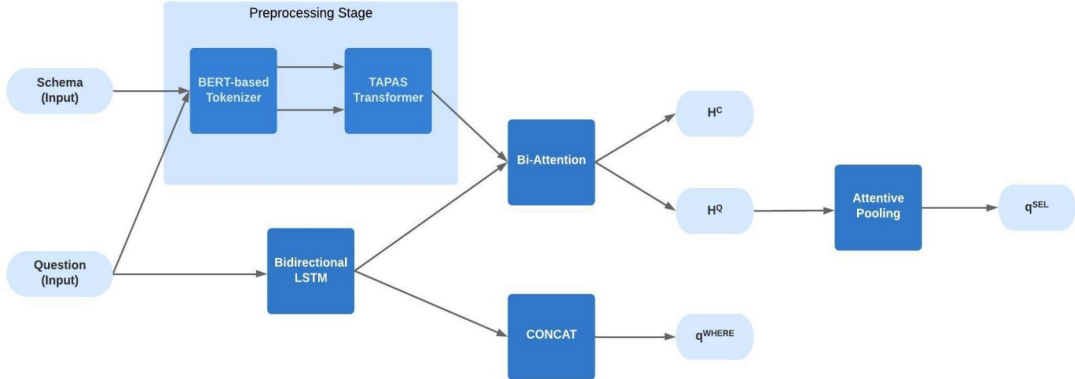 Preprocessing Stage
Schema
(Input)
BERT-based
Tokenizer
TAPAS
Transformer
Bi-Attention
Hᶜ
H^Q
Attentive
Pooling
q^SEL
Question
(Input)
Bidirectional
LSTM
CONCAT
q^WHERE